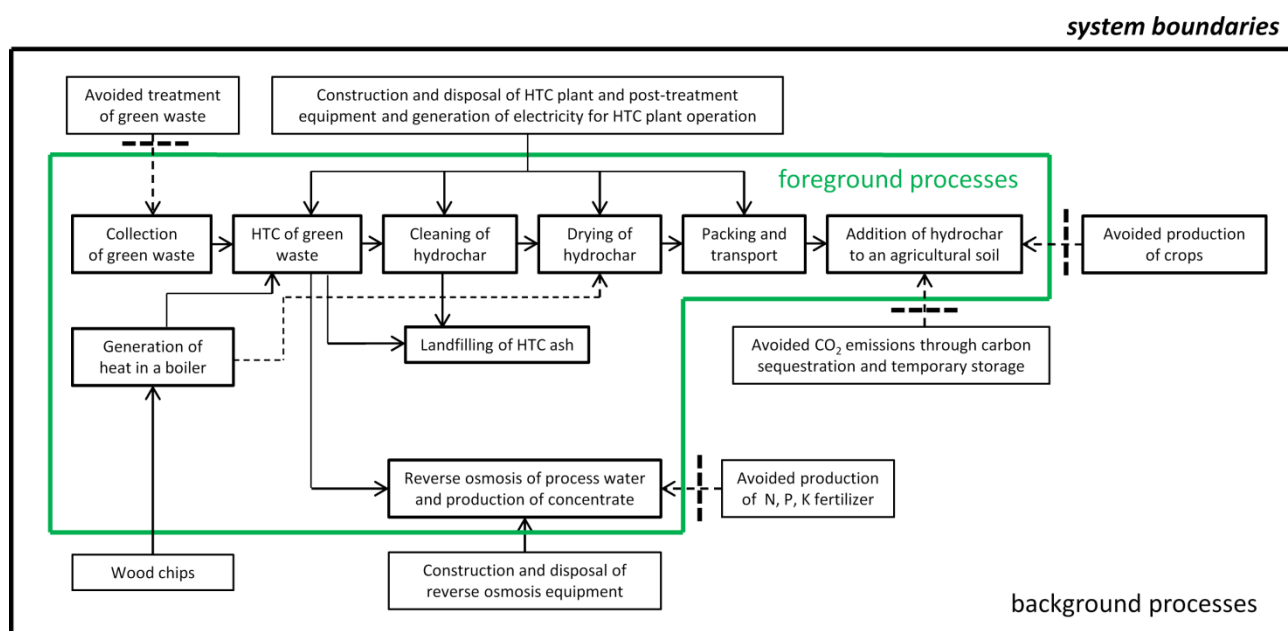 system boundaries
Avoided treatment
of green waste
Construction and disposal of HTC plant and post-treatment
equipment and generation of electricity for HTC plant operation
foreground processes
Collection
of green waste
HTC of green
waste
Cleaning of
hydrochar
Drying of
hydrochar
Packing and
transport
Addition of hydrochar
to an agricultural soil
Avoided production
of crops
Generation of
heat in a boiler
Landfilling of HTC ash
Avoided CO₂ emissions through carbon
sequestration and temporary storage
Reverse osmosis of process water
and production of concentrate
Avoided production
of N, P, K fertilizer
Wood chips
Construction and disposal of
reverse osmosis equipment
background processes